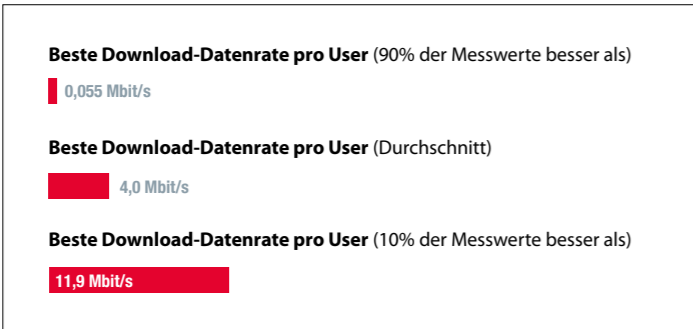 Beste Download-Datenrate pro User (90% der Messwerte besser als)
0,055 Mbit/s
Beste Download-Datenrate pro User (Durchschnitt)
4,0 Mbit/s
Beste Download-Datenrate pro User (10% der Messwerte besser als)
11,9 Mbit/s